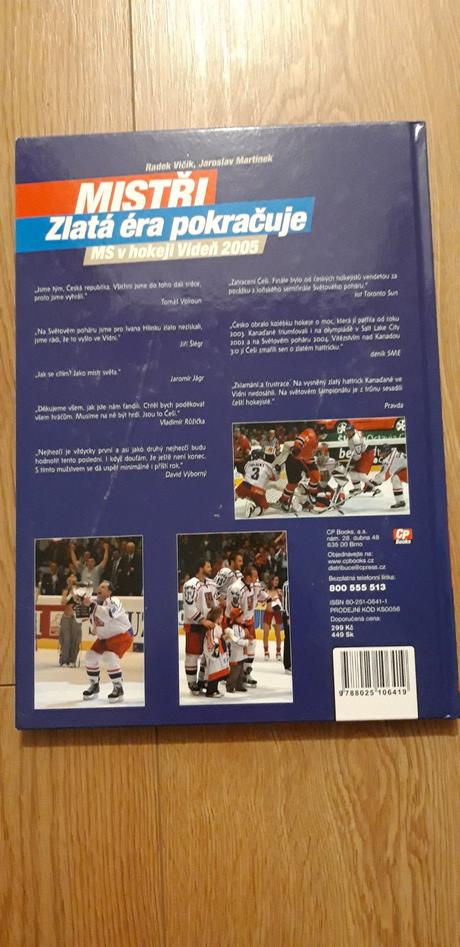 Radek Vičík, Jaroslav Martínek
MISTŘI
Zlatá éra pokračuje
MS v hokeji Vídeň 2005
„Jsme tým, Česká republika. Všichni jsme do toho dali srdce,
proto jsme vyhráli.“
Tomáš Vokoun
„Na Světovém poháru jsme pro Ivana Hlinku zlato nezískali,
jsme rádi, že to vyšlo ve Vídni.“
Jiří Šlégr
„Jak se cítím? Jako mistr světa.“
Jaromír Jágr
„Děkujeme všem, jak jste nám fandili. Chtěl bych poděkovat
všem hráčům. Musíme na ně být hrdí. Jsou to Češi.“
Vladimír Růžička
„Nejhezčí je vždycky první a asi jako druhý nejhezčí budu
hodnotit tento poslední. I když doufám, že ještě není konec.
S tímto mužstvem se dá uspět minimálně i příští rok.“
David Výborný
„Zatracení Češi. Finále bylo od českých hokejistů vendetou za
porážku z loňského semifinále Světového poháru.“
list Toronto Sun
„Česko obralo kolébku hokeje o moc, která jí patřila od roku
2003. Kanaďané triumfovali i na olympiádě v Salt Lake City
2002 a na Světovém poháru 2004. Vítězstvím nad Kanadou
3:0 jí Češi zmařili sen o zlatém hattricku.“
deník SME
„Zklamání a frustrace. Na vysněný zlatý hattrick Kanaďané ve
Vídni nedosáhli. Na světovém šampionátu je z trůnu sesadili
čeští hokejisté.“
Pravda
3
CP Books, a.s.
nám. 28. dubna 48
635 00 Brno
CP
Books
Objednávejte na:
www.cpbooks.cz
distribuce@cpress.cz
Bezplatná telefonní linka:
800 555 513
ISBN 80-251-0641-1
PRODEJNÍ KÓD KS0056
Doporučená cena:
299 Kč
449 Sk
9788025106419